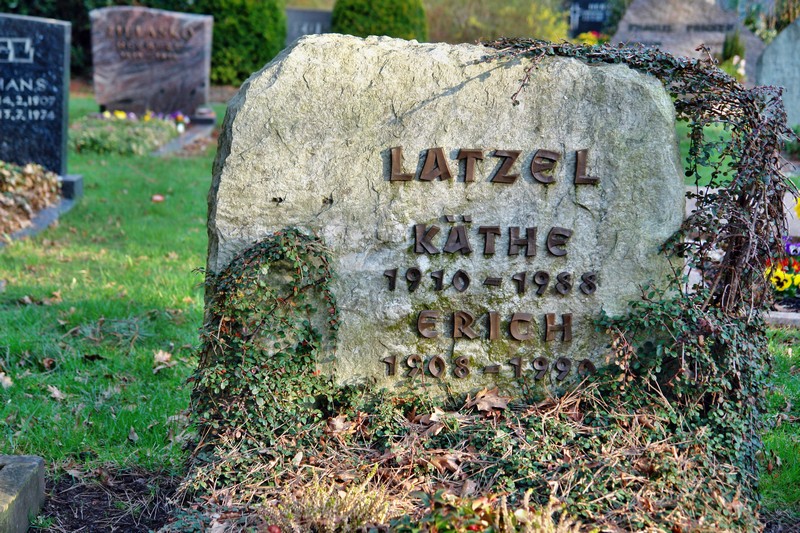 LATZEL
KÄTHE
1910-1988
ERICH
1908-1990